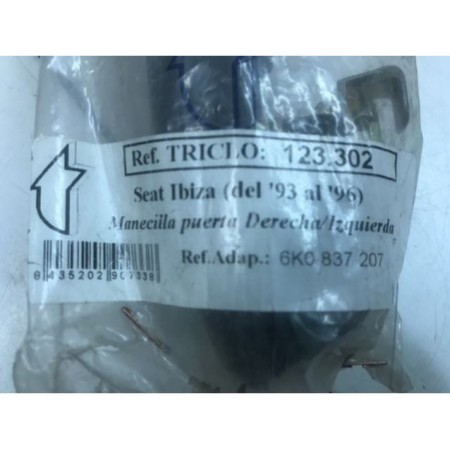 Ref. TRICLO: 123.302
Seat Ibiza (del '93 al '96)
Manecilla puerta Derecha/Izquierda
Ref.Adap.: 6K0 837 207
8 435202